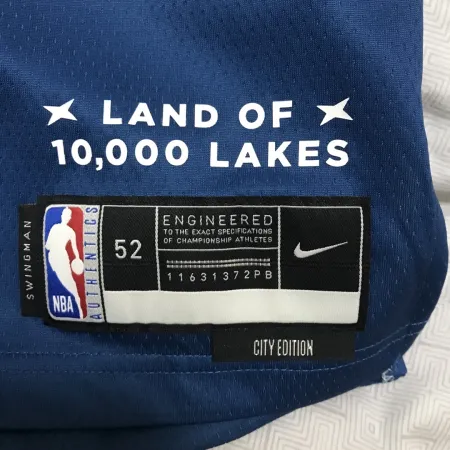 LAND OF
10,000 LAKES
SWINGMAN
NBA
AUTHENTICS
52
ENGINEERED
TO THE EXACT SPECIFICATIONS
OF CHAMPIONSHIP ATHLETES
11631372PB
CITY EDITION